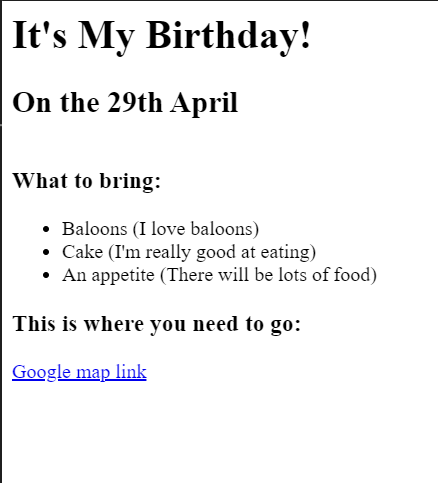 It's My Birthday!
On the 29th April
What to bring:
Baloons (I love baloons)
Cake (I'm really good at eating)
An appetite (There will be lots of food)
This is where you need to go:
Google map link